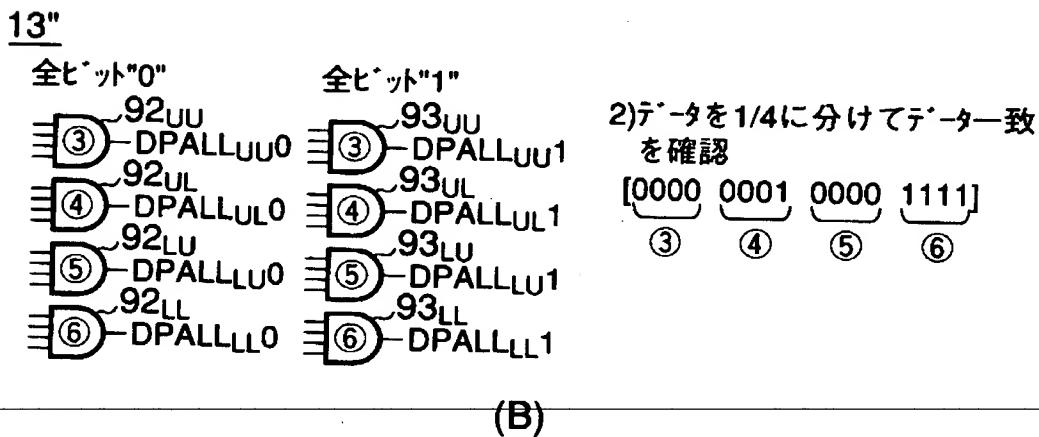 13"
全ビット"0"
92UU
③
DPALLUU0
92UL
④
DPALLUL0
92LU
⑤
DPALLLU0
92LL
⑥
DPALLLL0
全ビット"1"
93UU
③
DPALLUU1
93UL
④
DPALLUL1
93LU
⑤
DPALLLU1
93LL
⑥
DPALLLL1
2)データを1/4に分けてデータ一致
を確認
[0000 0001 0000 1111]
③ ④ ⑤ ⑥
(B)